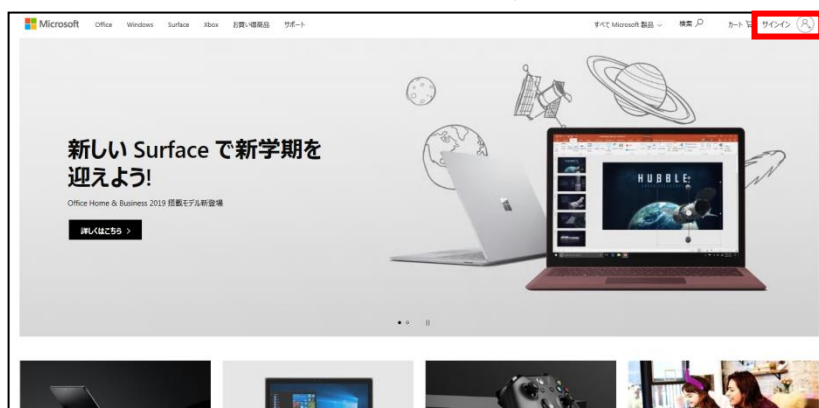 Microsoft Office Windows Surface Xbox お買い得商品 サポート すべて Microsoft 製品 検索 カート サインイン
新しい Surface で新学期を
迎えよう!
Office Home & Business 2019 搭載モデル新登場
詳しくはこちら >
HUBBLE